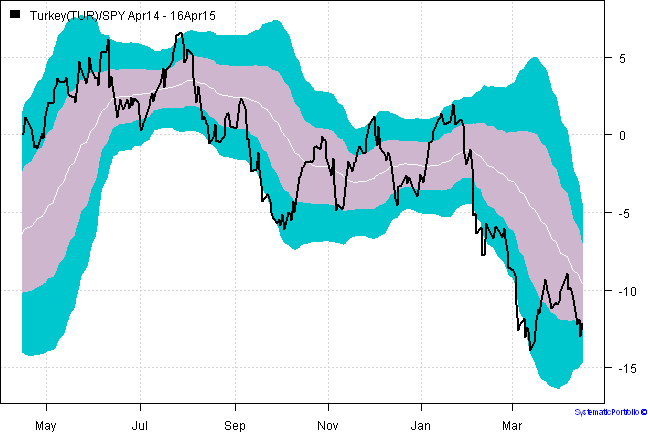 Turkey(TUR)/SPY Apr14 - 16Apr15
5
0
-5
-10
-15
May Jul Sep Nov Jan Mar
SystematicPortfolio ©